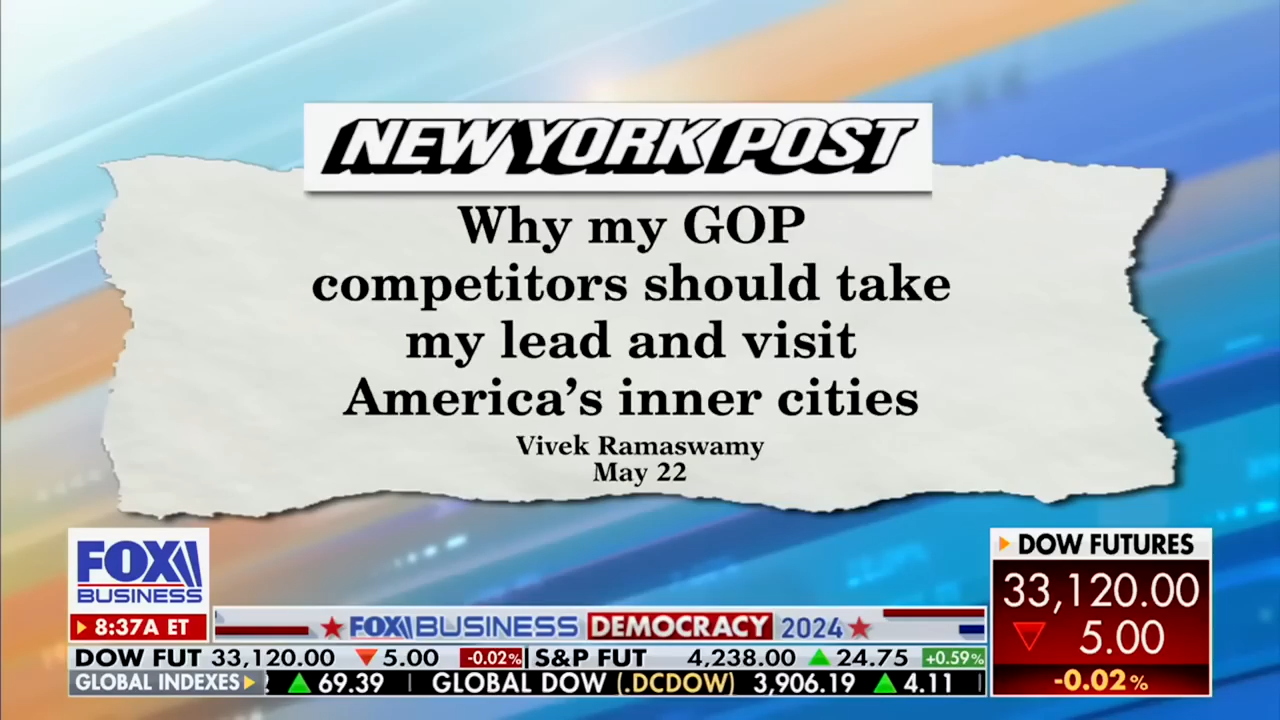 NEW YORK POST
Why my GOP
competitors should take
my lead and visit
America's inner cities
Vivek Ramaswamy
May 22
FOX BUSINESS
8:37A ET
FOX BUSINESS DEMOCRACY 2024
DOW FUT 33,120.00 5.00 -0.02% S&P FUT 4,238.00 24.75 +0.59%
GLOBAL INDEXES 69.39 GLOBAL DOW (.DCDOW) 3,906.19 4.11
DOW FUTURES
33,120.00
5.00
-0.02%